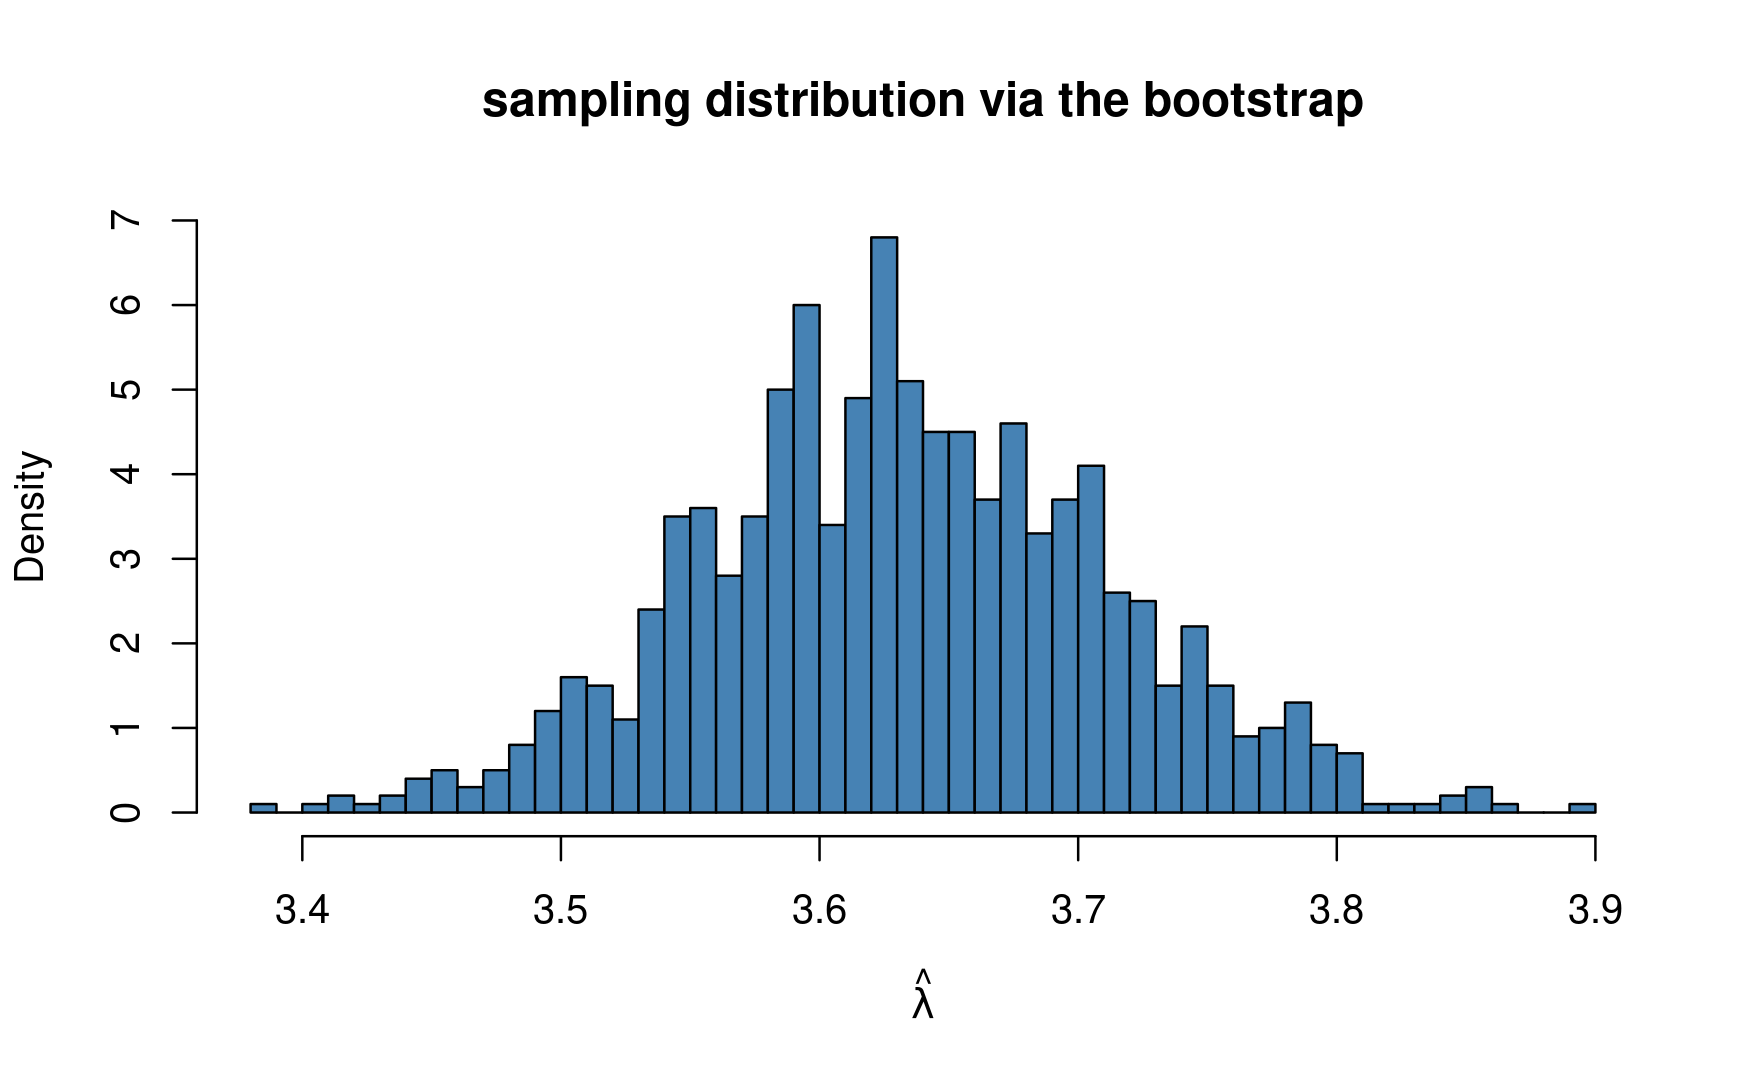 sampling distribution via the bootstrap
Density
7
6
5
4
3
2
1
0
3.4 3.5 3.6 3.7 3.8 3.9
λ̂